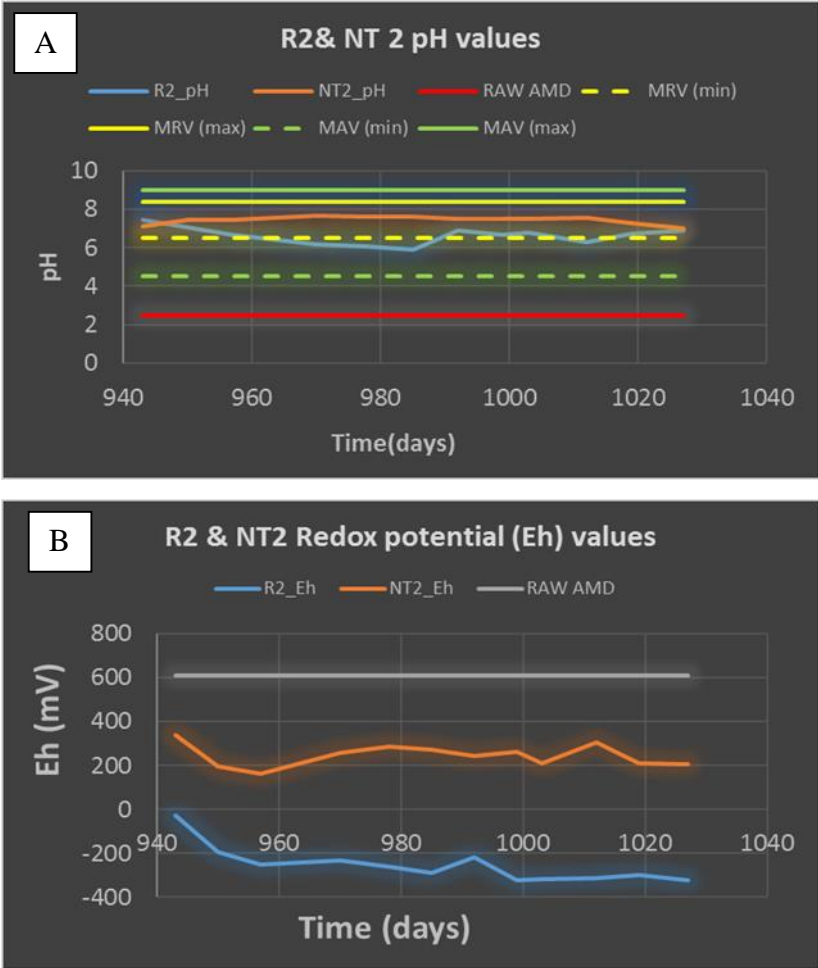 A
R2& NT 2 pH values
R2_pH NT2_pH RAW AMD MRV (min)
MRV (max) MAV (min) MAV (max)
10
8
6
4
2
0
pH
940 960 980 1000 1020 1040
Time(days)
B
R2 & NT2 Redox potential (Eh) values
R2_Eh NT2_Eh RAW AMD
800
600
400
200
0
-200
-400
Eh (mV)
940 960 980 1000 1020 1040
Time (days)